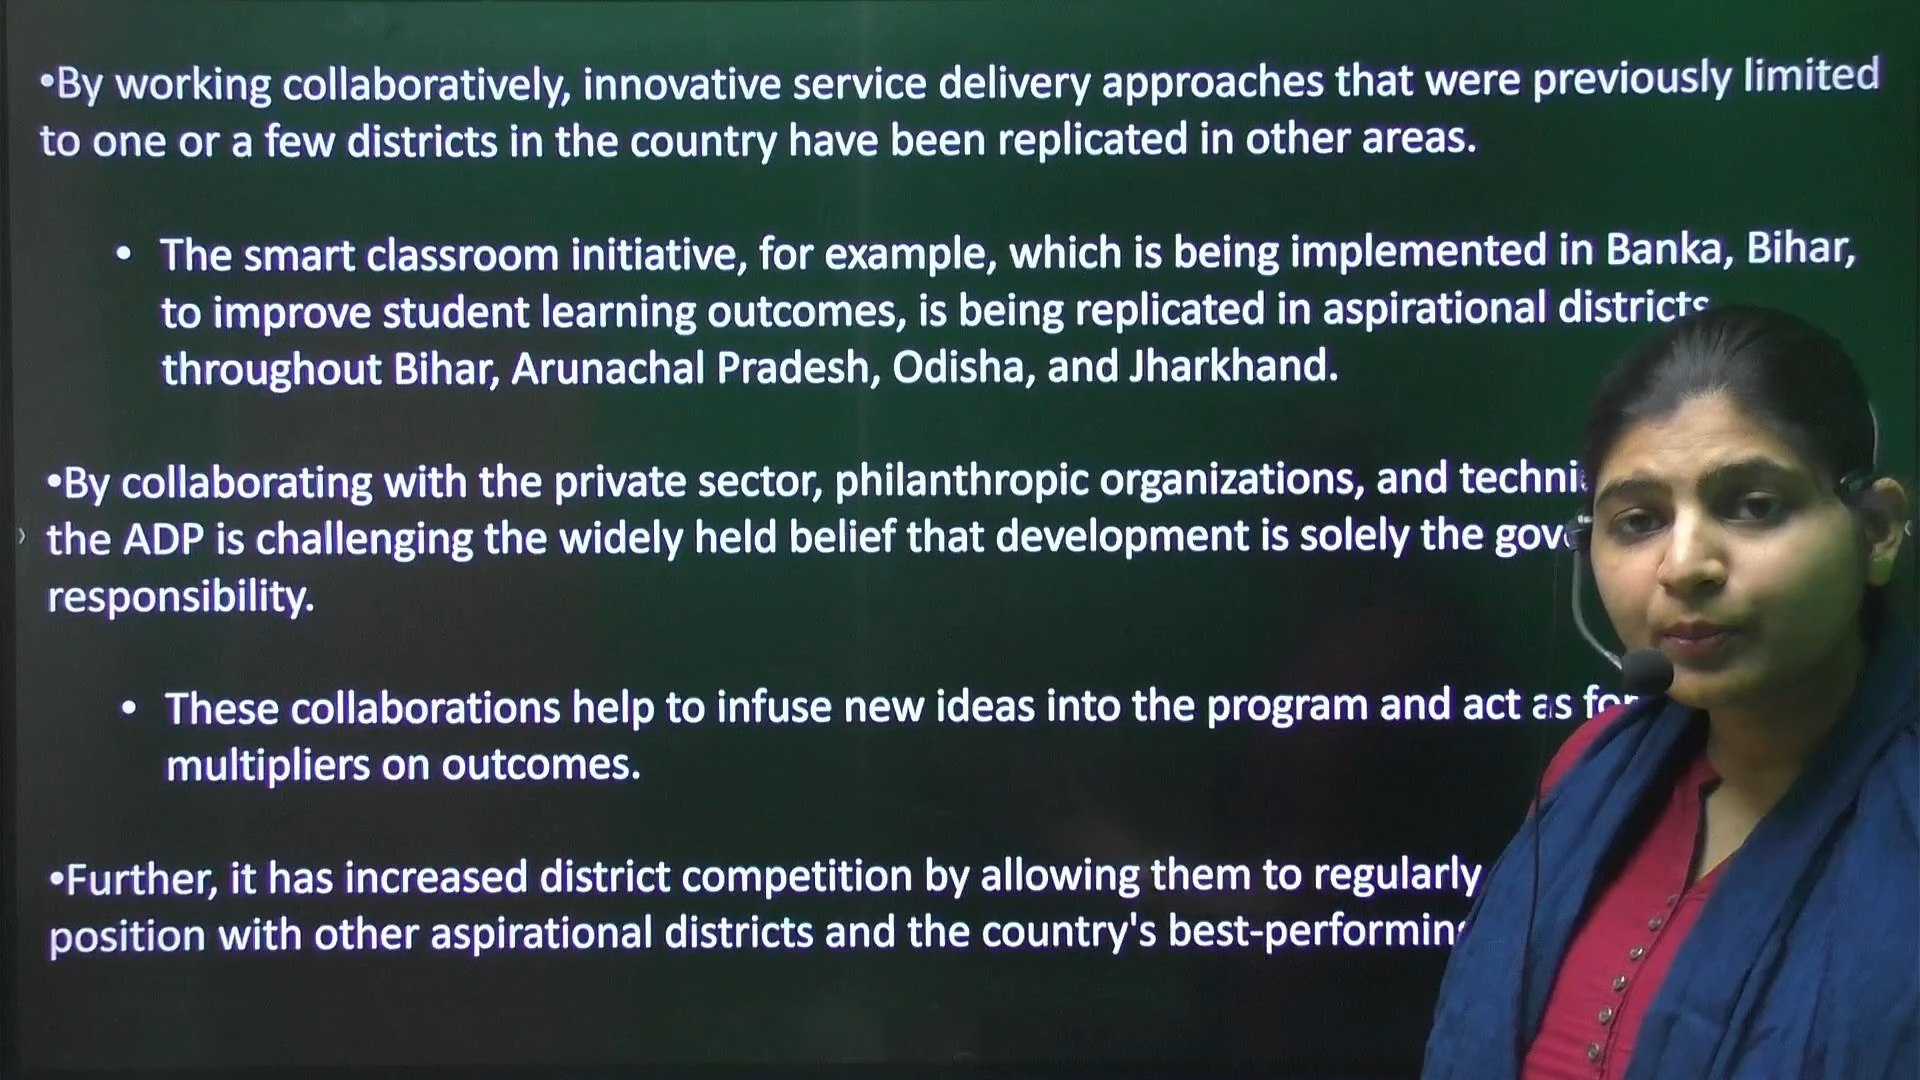 •By working collaboratively, innovative service delivery approaches that were previously limited
to one or a few districts in the country have been replicated in other areas.
• The smart classroom initiative, for example, which is being implemented in Banka, Bihar,
to improve student learning outcomes, is being replicated in aspirational districts
throughout Bihar, Arunachal Pradesh, Odisha, and Jharkhand.
•By collaborating with the private sector, philanthropic organizations, and
the ADP is challenging the widely held belief that development is solely the
responsibility.
• These collaborations help to infuse new ideas into the program and act as
multipliers on outcomes.
•Further, it has increased district competition by allowing them to regularly
position with other aspirational districts and the country's